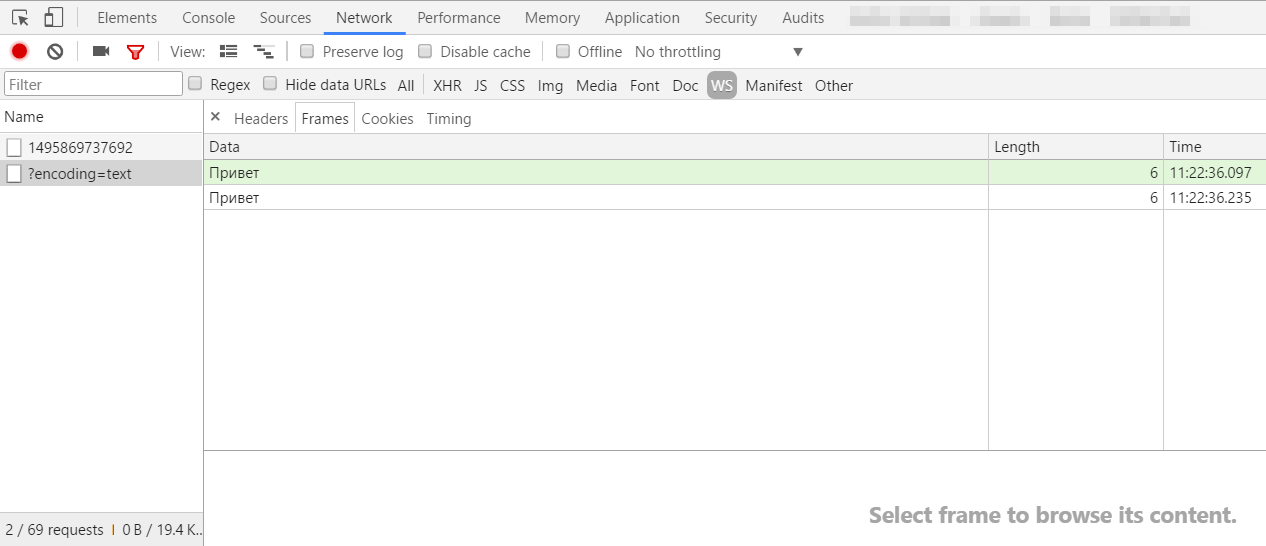 Elements Console Sources Network Performance Memory Application Security Audits
View: Preserve log Disable cache Offline No throttling ▼
Filter Regex Hide data URLs All XHR JS CSS Img Media Font Doc WS Manifest Other
Name × Headers Frames Cookies Timing
1495869737692 Data Length Time
?encoding=text Привет 6 11:22:36.097
Привет 6 11:22:36.235
Select frame to browse its content.
2 / 69 requests | 0 B / 19.4 K...